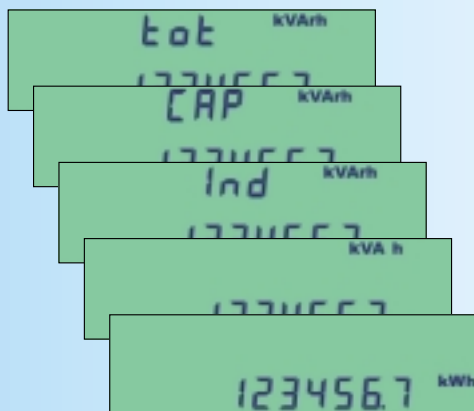 tot kVArh
CAP kVArh
Ind kVArh
kVA h
123456.7 kWh